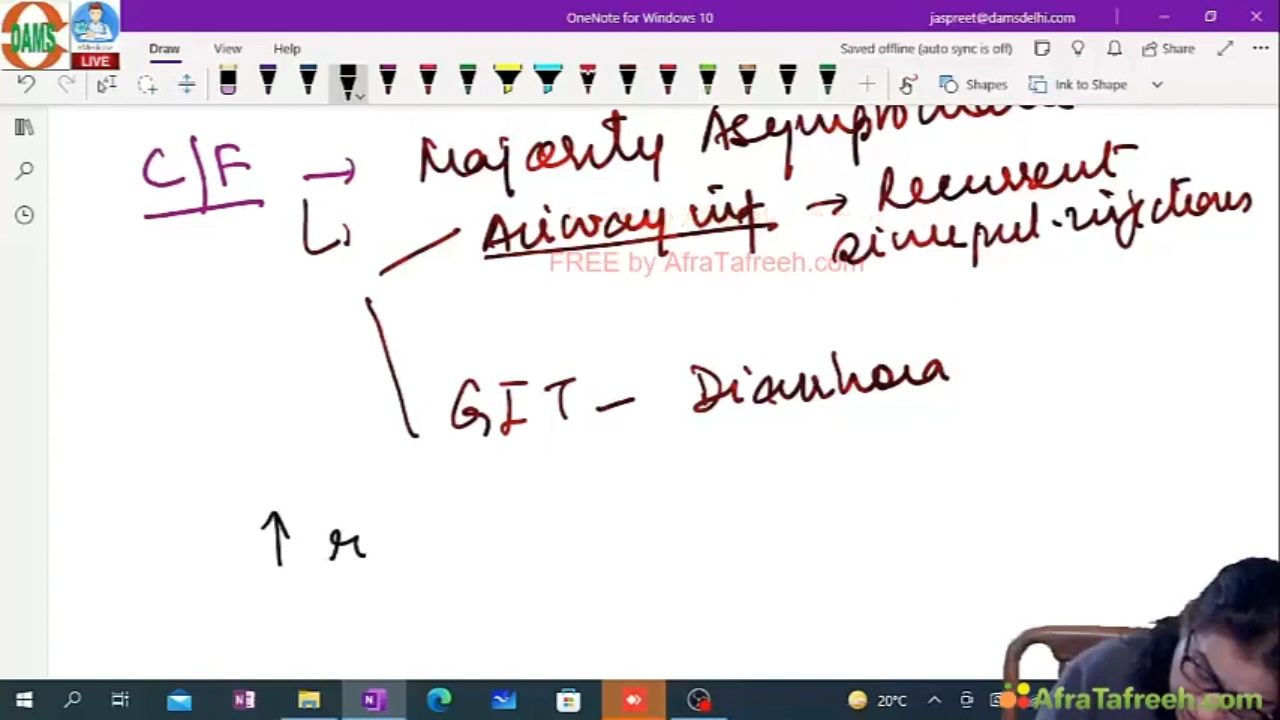 OneNote for Windows 10
jaspreet@damsdelhi.com
DAMS
eMedicoz
LIVE
Draw View Help
Saved offline (auto sync is off)
Share
Shapes
Ink to Shape
C/F → Majority Asymptomatic
Airway inf → Recurrent
sinupul. infections
FREE by AfraTafreeh.com
GIT - Diarrhoea
↑ r
20°C
AfraTafreeh.com